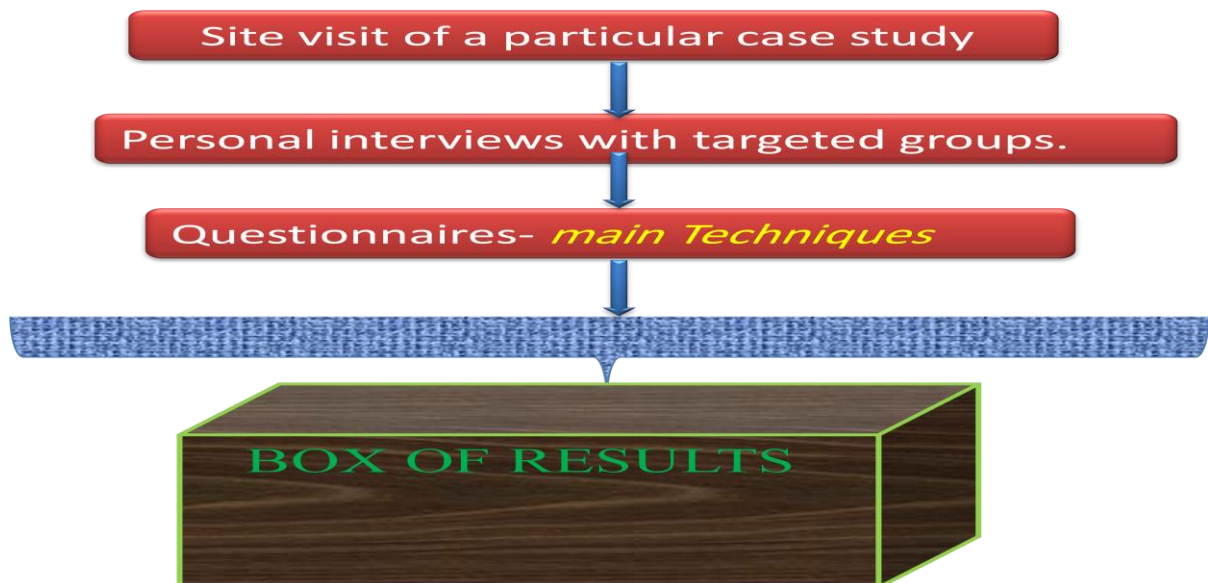 Site visit of a particular case study
Personal interviews with targeted groups.
Questionnaires- main Techniques
BOX OF RESULTS